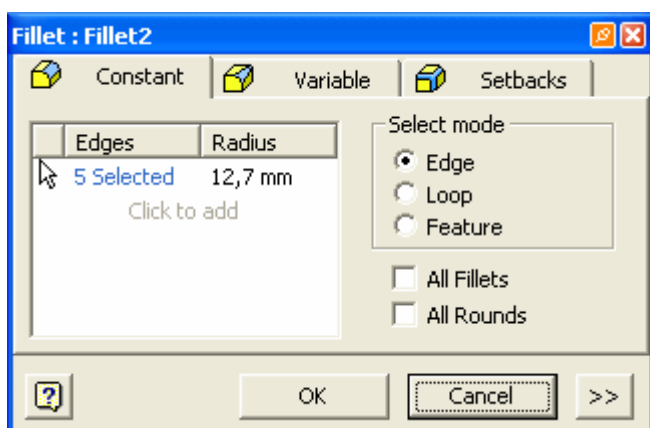 Fillet : Fillet2
Constant Variable Setbacks
Edges Radius
5 Selected 12,7 mm
Click to add
Select mode
Edge
Loop
Feature
All Fillets
All Rounds
? OK Cancel >>